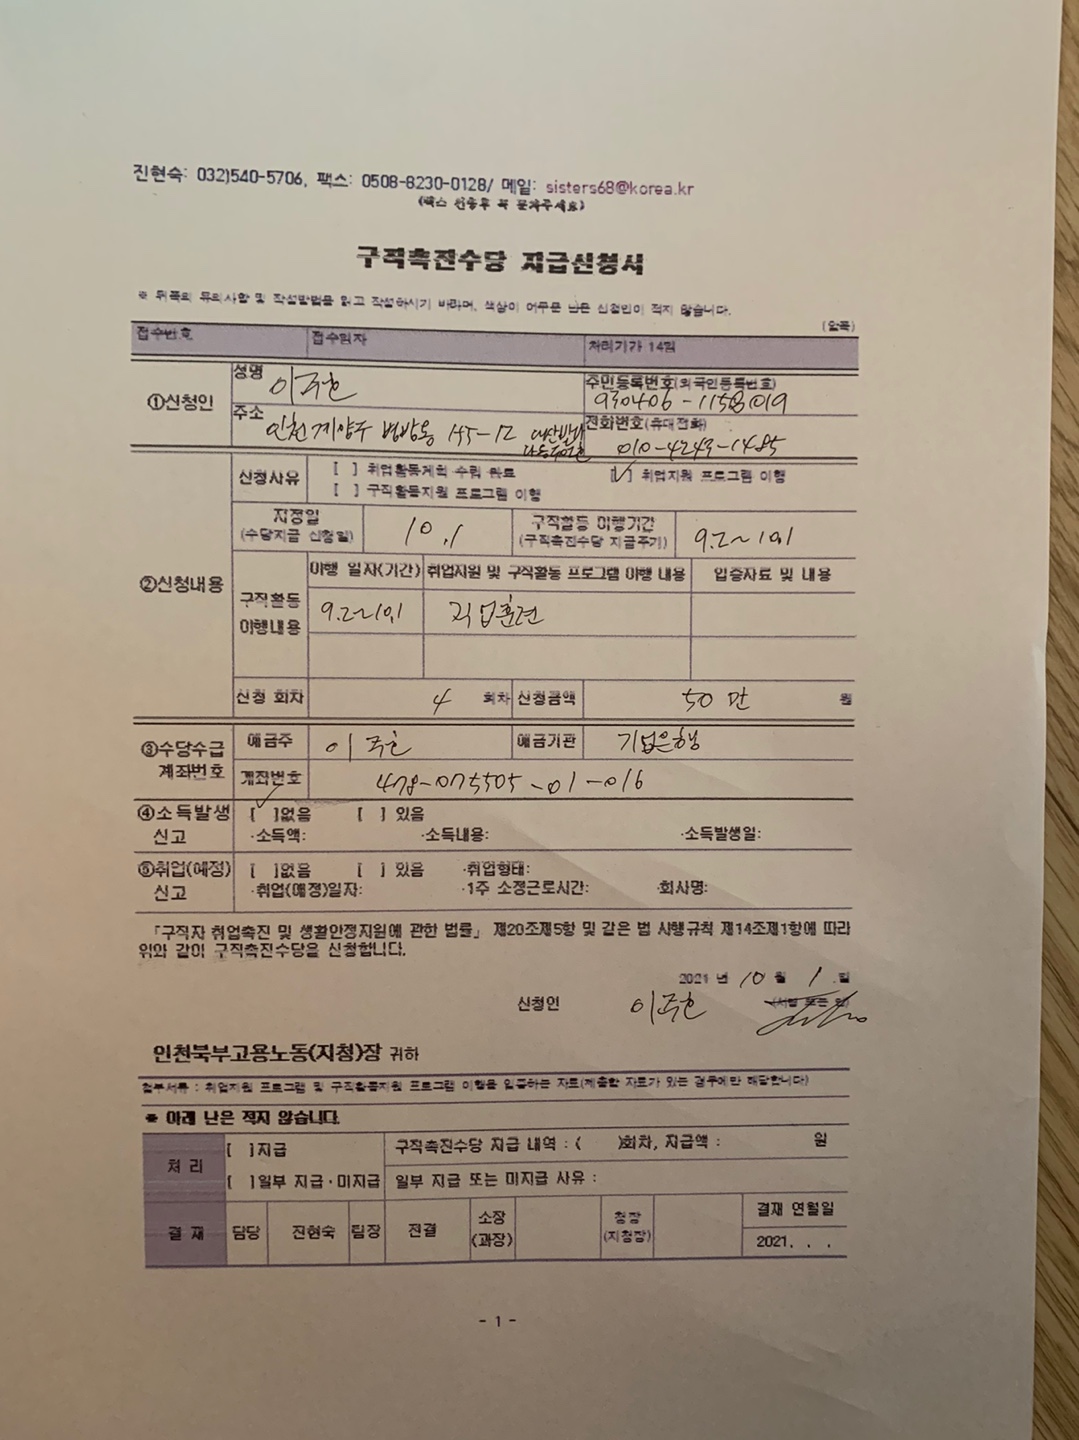 진현숙: 032)540-5706, 팩스: 0508-8230-0128/ 메일: sisters68@korea.kr
(팩스 전송후 꼭 문자주세요)
구직촉진수당 지급신청서
※ 뒤쪽의 유의사항 및 작성방법을 읽고 작성하시기 바라며, 색상이 어두운 난은 신청인이 적지 않습니다.
(앞쪽)
접수번호 접수일자 처리기간 14일
①신청인 성명 이주호 주민등록번호(외국인등록번호)
930406-1158019
주소 인천 계양구 병방동 145-12 전화번호(휴대전화)
010-4243-1485
②신청내용 신청사유 [ ] 취업활동계획 수립 완료 [✓] 취업지원 프로그램 이행
[ ] 구직활동지원 프로그램 이행
지정일
(수당지급 신청일) 10.1 구직활동 이행기간
(구직촉진수당 지급주기) 9.2~10.1
구직활동
이행내용 이행 일자(기간) 취업지원 및 구직활동 프로그램 이행 내용 입증자료 및 내용
9.2~10.1 직업훈련
신청 회차 4 회차 신청금액 50만 원
③수당수급
계좌번호 예금주 이주호 예금기관 기업은행
계좌번호 478-075505-01-016
④소득발생
신고 [✓]없음 [ ] 있음
·소득액: ·소득내용: ·소득발생일:
⑤취업(예정)
신고 [ ]없음 [ ] 있음 ·취업형태:
·취업(예정)일자: ·1주 소정근로시간: ·회사명:
「구직자 취업촉진 및 생활안정지원에 관한 법률」 제20조제5항 및 같은 법 시행규칙 제14조제1항에 따라
위와 같이 구직촉진수당을 신청합니다.
2021 년 10 월 1 일
신청인 이주호 (서명 또는 인)
인천북부고용노동(지청)장 귀하
첨부서류 : 취업지원 프로그램 및 구직활동지원 프로그램 이행을 입증하는 자료(제출할 자료가 있는 경우에만 해당합니다)
※ 아래 난은 적지 않습니다.
처 리 [ ]지급 구직촉진수당 지급 내역 : ( )회차, 지급액 : 원
[ ]일부 지급·미지급 일부 지급 또는 미지급 사유 :
결 재 담당 진현숙 팀장 전결 소장
(과장) 청장
(지청장) 결재 연월일
2021. . .
- 1 -